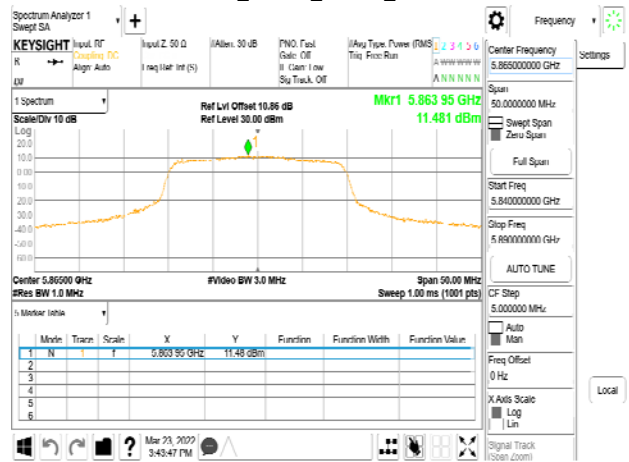 Spectrum Analyzer 1
Swept SA
Frequency
KEYSIGHT
Input: RF
Input Z: 50 Ω
#Atten: 30 dB
PNO: Fast
#Avg Type: Power (RMS
1 2 3 4 5 6
R
Coupling: DC
Gate: Off
Trig: Free Run
Align: Auto
Freq Ref: Int (S)
IF Gain: Low
A W W W W W
Sig Track: Off
A N N N N N
Center Frequency
5.865000000 GHz
Settings
Span
50.0000000 MHz
Swept Span
Zero Span
Full Span
Start Freq
5.840000000 GHz
Stop Freq
5.890000000 GHz
AUTO TUNE
CF Step
5.000000 MHz
Auto
Man
Freq Offset
0 Hz
X Axis Scale
Log
Lin
Signal Track
(Span Zoom)
Local
1 Spectrum
Scale/Div 10 dB
Ref Lvl Offset 10.86 dB
Ref Level 30.00 dBm
Mkr1 5.863 95 GHz
11.481 dBm
Log
20.0
10.0
0.00
10.0
20.0
30.0
-40.0
-50.0
60.0
1
Center 5.86500 GHz
#Video BW 3.0 MHz
Span 50.00 MHz
#Res BW 1.0 MHz
Sweep 1.00 ms (1001 pts)
5 Marker Table
Mode Trace Scale X Y Function Function Width Function Value
1 N 1 f 5.863 95 GHz 11.48 dBm
2
3
4
5
6
Mar 23, 2022
3:43:47 PM